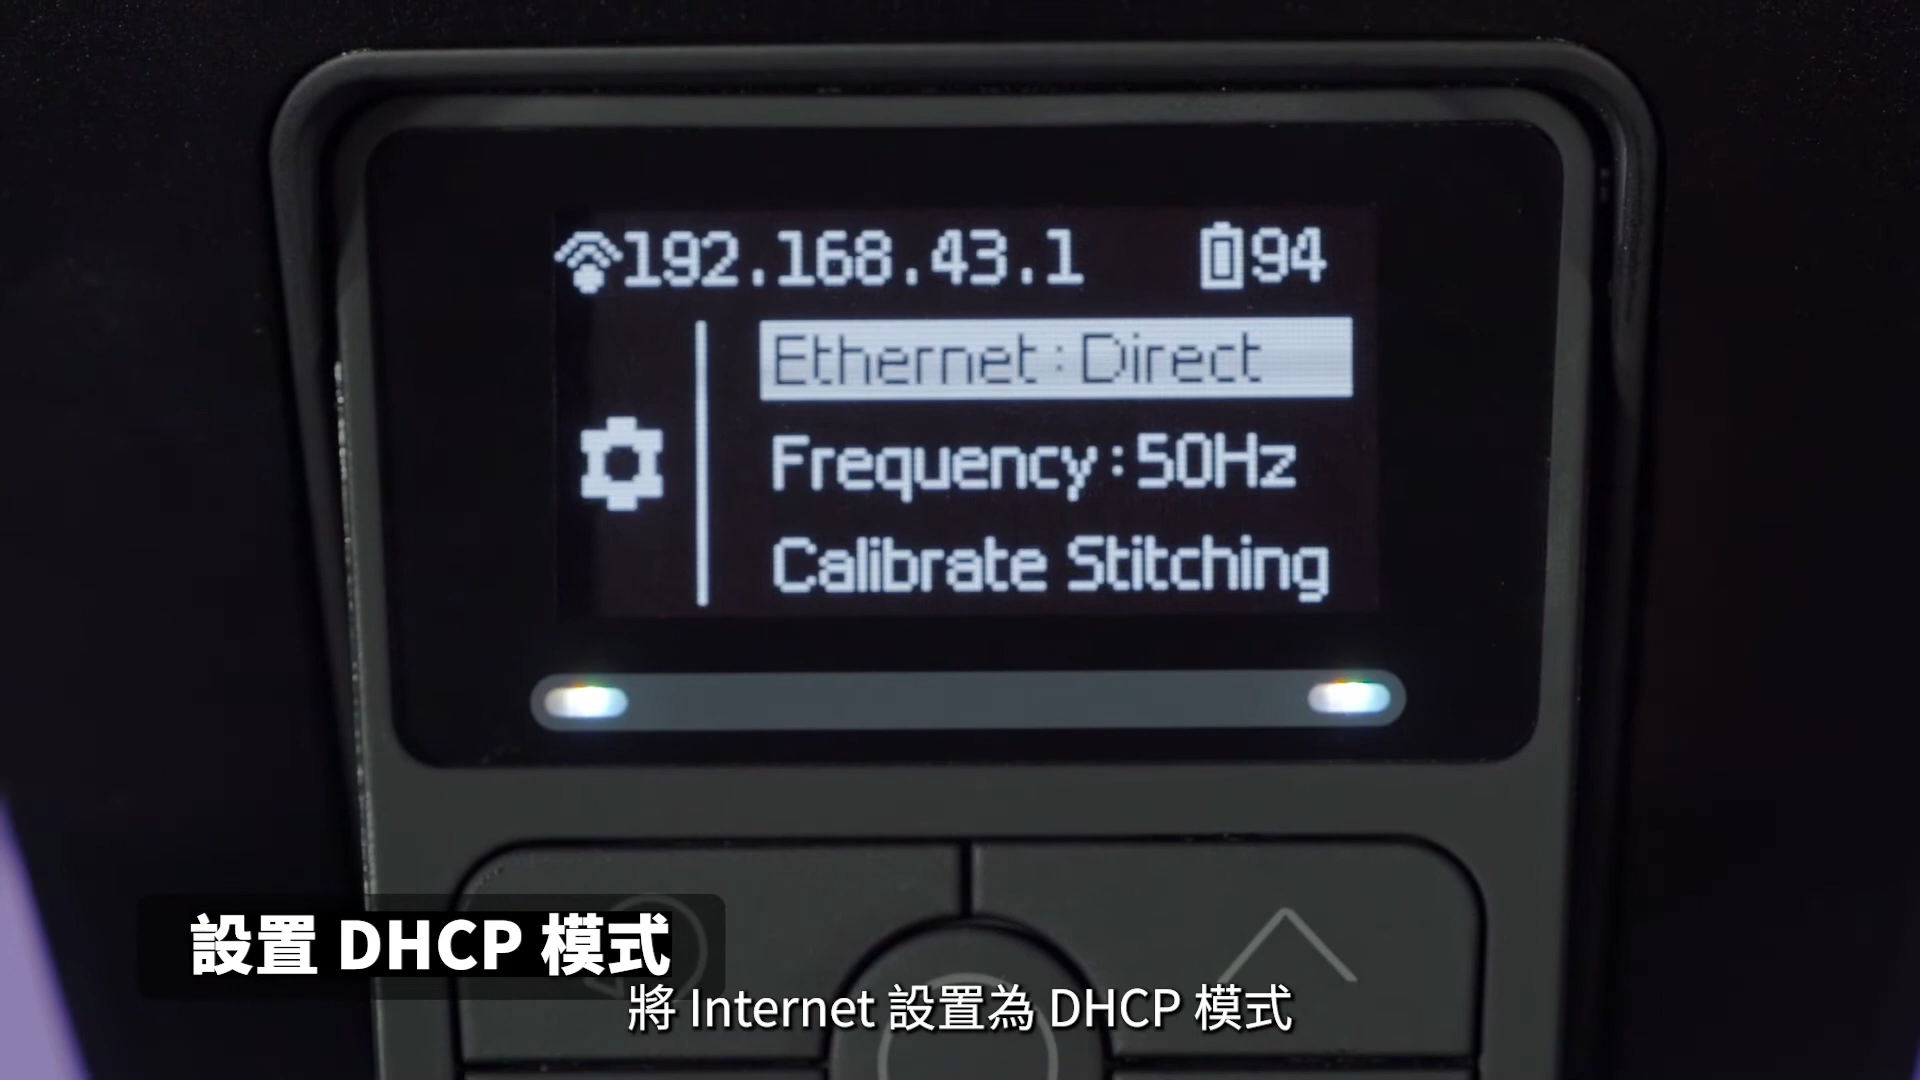 192.168.43.1 94
Ethernet:Direct
Frequency:50Hz
Calibrate Stitching
設置 DHCP 模式
將 Internet 設置為 DHCP 模式